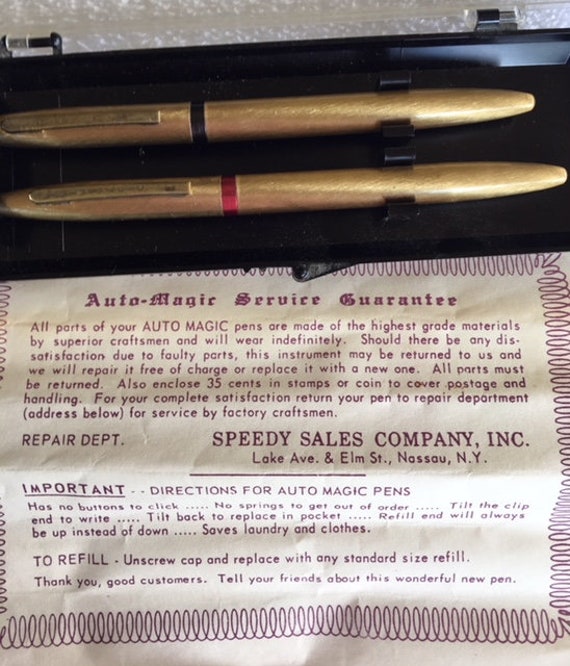 Auto-Magic Service Guarantee
All parts of your AUTO MAGIC pens are made of the highest grade materials
by superior craftsmen and will wear indefinitely. Should there be any dis-
satisfaction due to faulty parts, this instrument may be returned to us and
we will repair it free of charge or replace it with a new one. All parts must
be returned. Also enclose 35 cents in stamps or coin to cover postage and
handling. For your complete satisfaction return your pen to repair department
(address below) for service by factory craftsmen.
REPAIR DEPT. SPEEDY SALES COMPANY, INC.
Lake Ave. & Elm St., Nassau, N.Y.
IMPORTANT - - DIRECTIONS FOR AUTO MAGIC PENS
Has no buttons to click ..... No springs to get out of order ..... Tilt the clip
end to write ..... Tilt back to replace in pocket ..... Refill end will always
be up instead of down ..... Saves laundry and clothes.
TO REFILL - Unscrew cap and replace with any standard size refill.
Thank you, good customers. Tell your friends about this wonderful new pen.